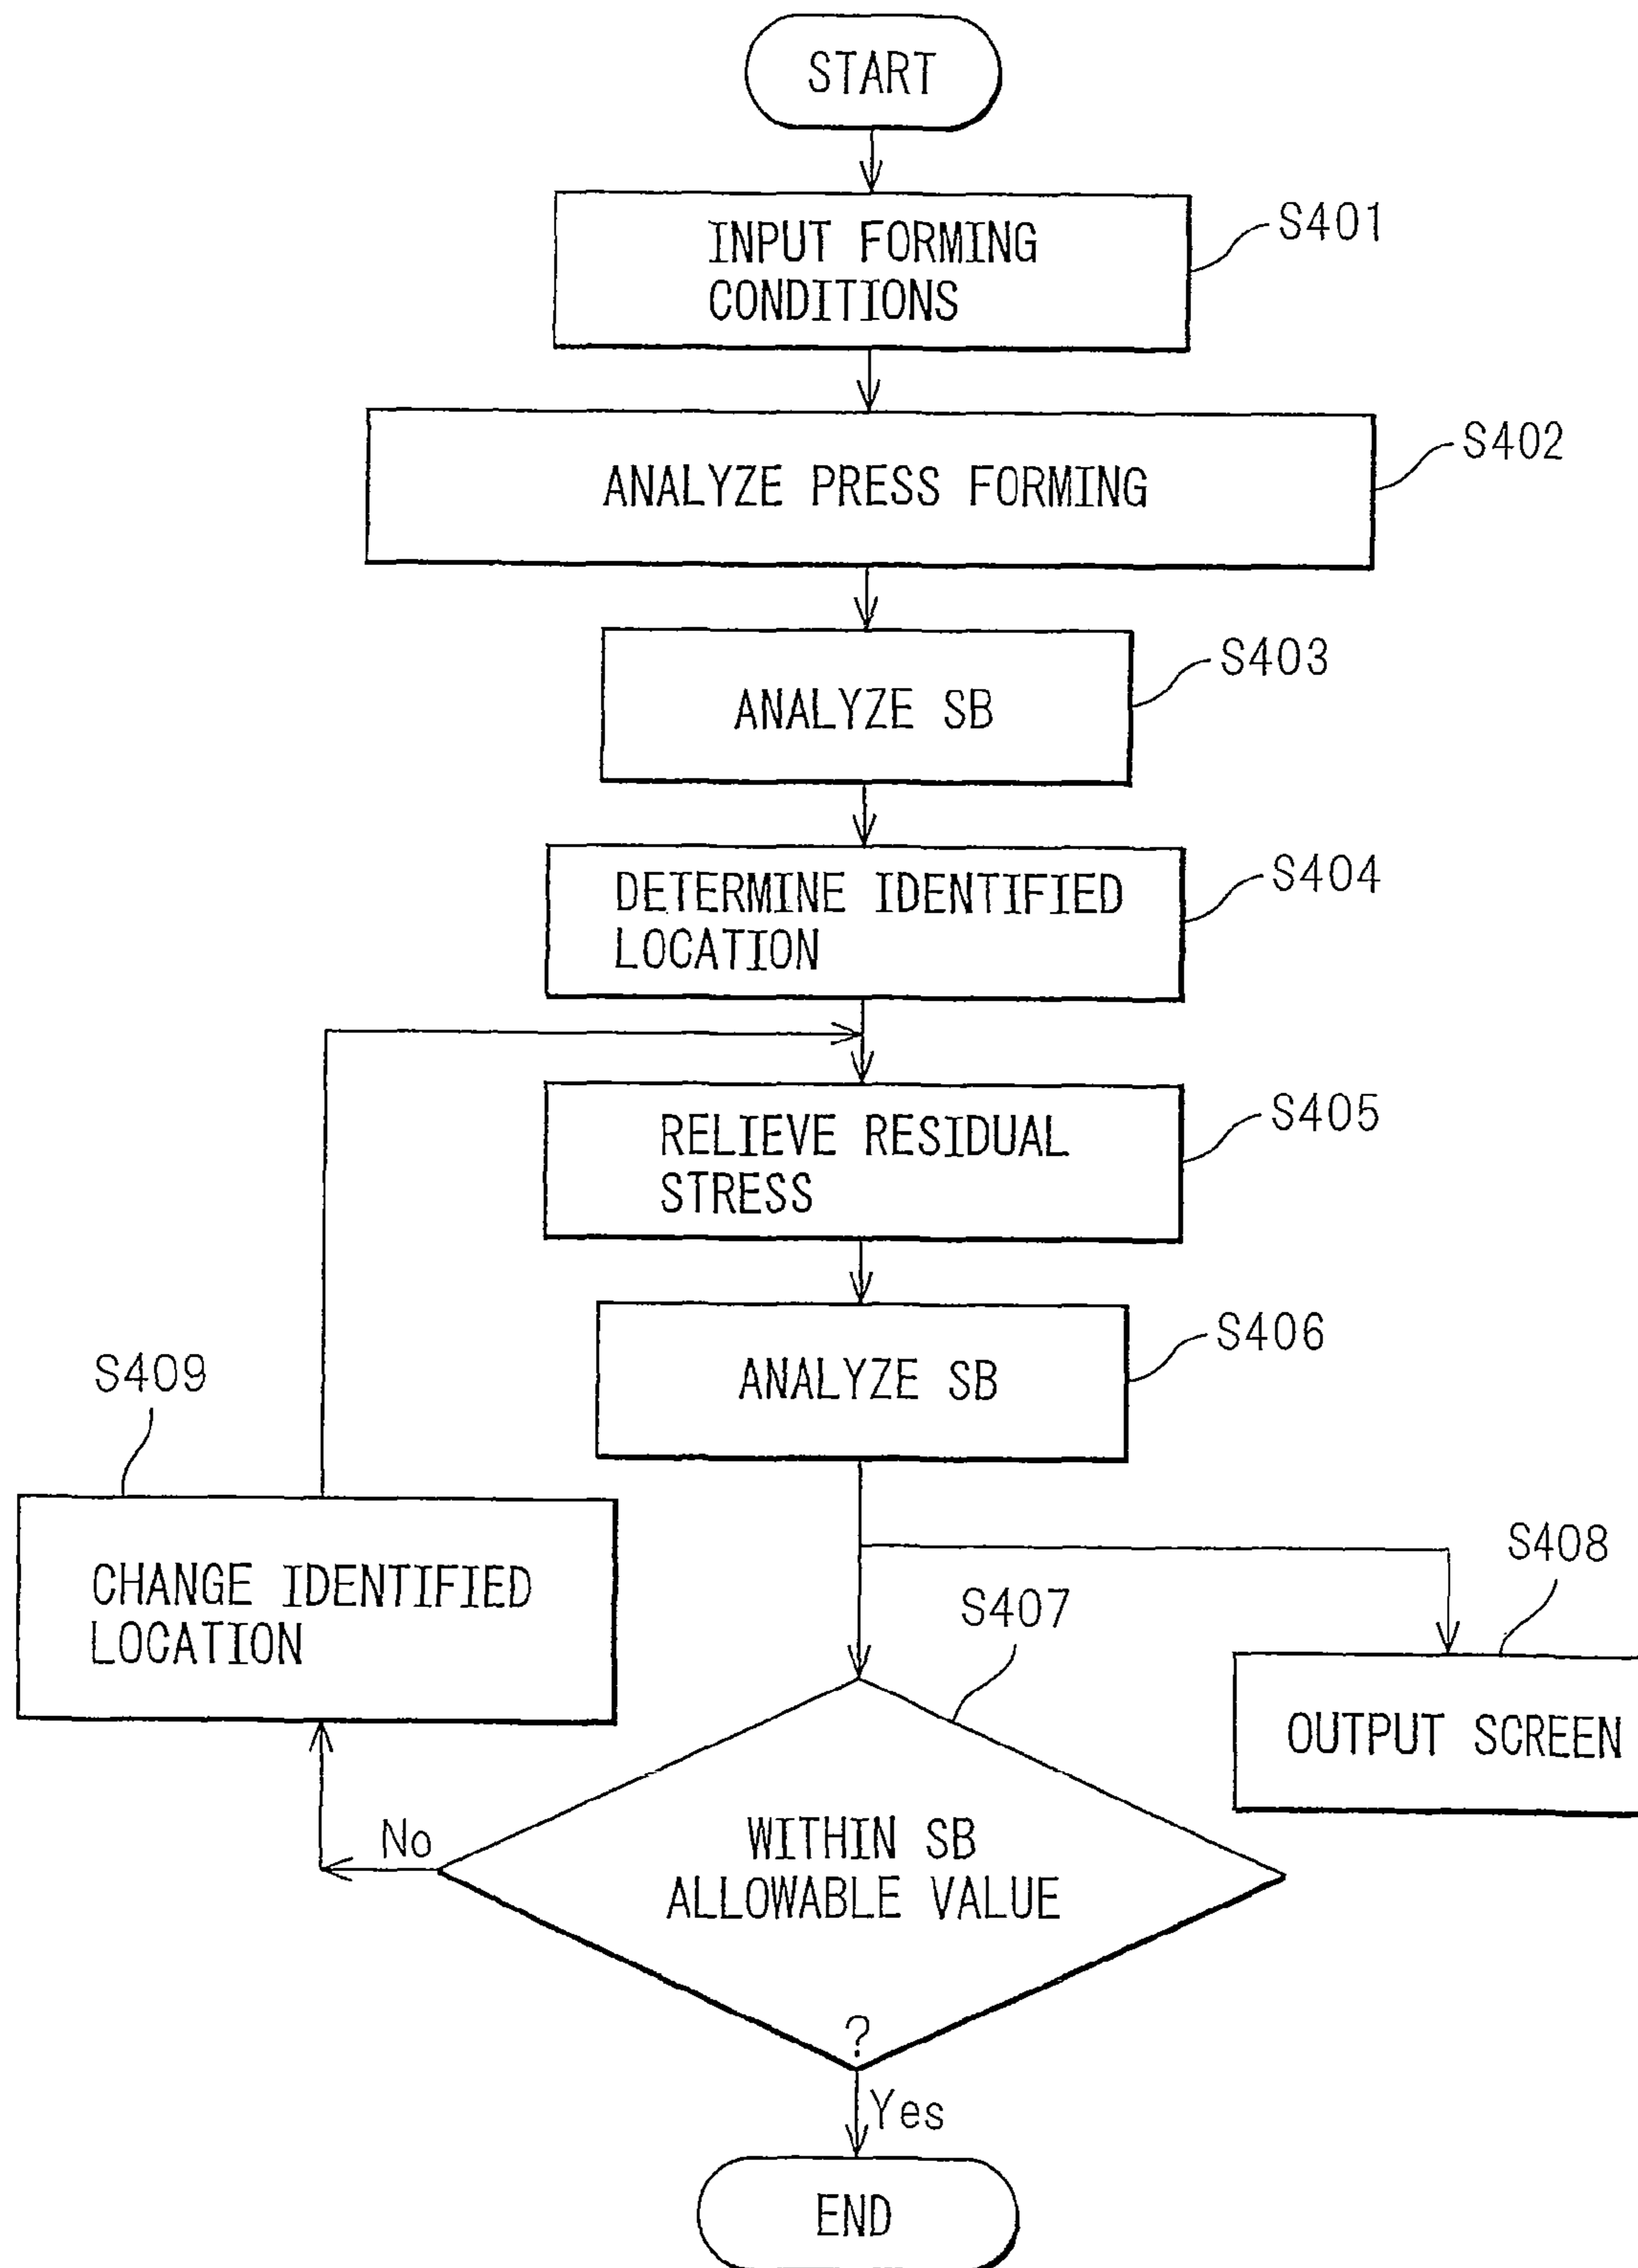 START
INPUT FORMING
CONDITIONS
S401
ANALYZE PRESS FORMING
S402
ANALYZE SB
S403
DETERMINE IDENTIFIED
LOCATION
S404
RELIEVE RESIDUAL
STRESS
S405
ANALYZE SB
S406
S409
CHANGE IDENTIFIED
LOCATION
S408
OUTPUT SCREEN
S407
WITHIN SB
ALLOWABLE VALUE
?
No
Yes
END